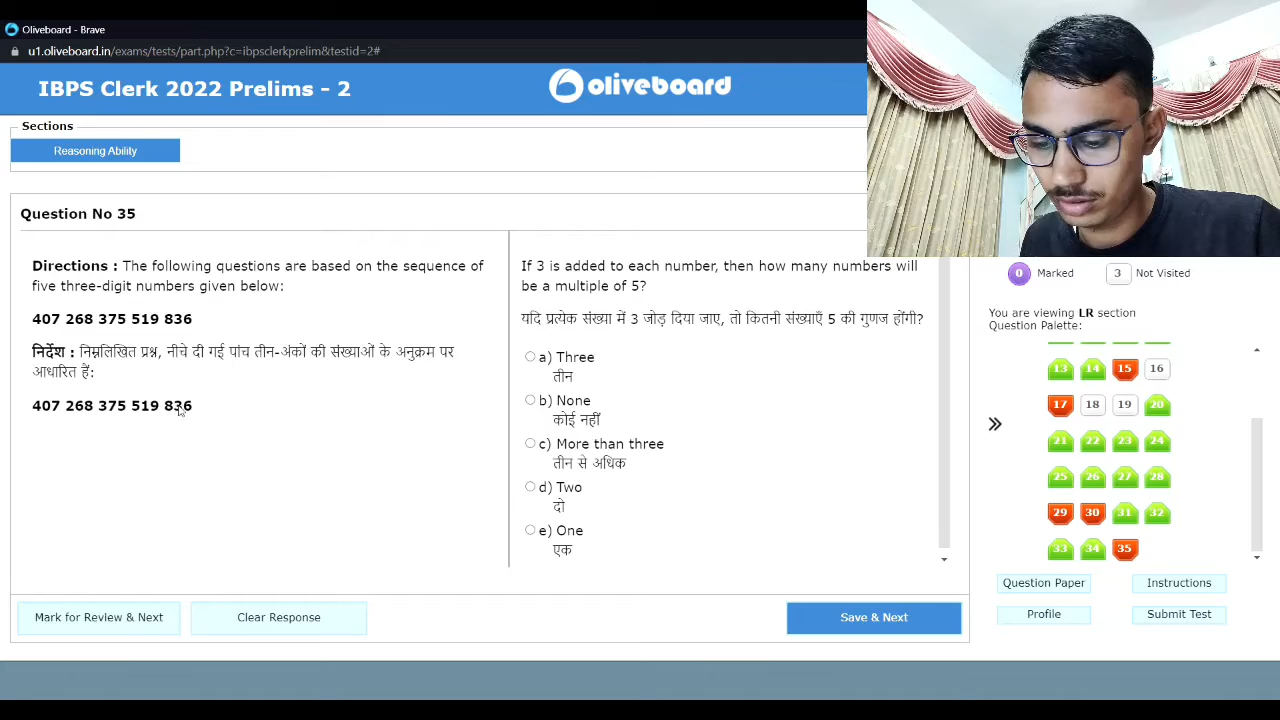 Oliveboard - Brave
u1.oliveboard.in/exams/tests/part.php?c=ibpsclerkprelim&testid=2#
IBPS Clerk 2022 Prelims - 2
oliveboard
Sections
Reasoning Ability
Question No 35
Directions : The following questions are based on the sequence of
five three-digit numbers given below:
407 268 375 519 836
निर्देश : निम्नलिखित प्रश्न, नीचे दी गई पांच तीन-अंकों की संख्याओं के अनुक्रम पर
आधारित हैं:
407 268 375 519 836
If 3 is added to each number, then how many numbers will
be a multiple of 5?
यदि प्रत्येक संख्या में 3 जोड़ दिया जाए, तो कितनी संख्याएँ 5 की गुणज होंगी?
a) Three
तीन
b) None
कोई नहीं
c) More than three
तीन से अधिक
d) Two
दो
e) One
एक
Mark for Review & Next
Clear Response
Save & Next
0 Marked 3 Not Visited
You are viewing LR section
Question Palette:
13 14 15 16
17 18 19 20
21 22 23 24
25 26 27 28
29 30 31 32
33 34 35
Question Paper Instructions
Profile Submit Test